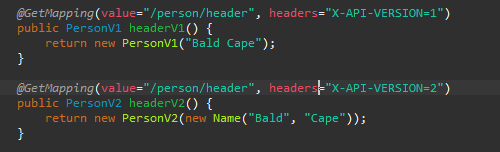 @GetMapping(value="/person/header", headers="X-API-VERSION=1")
public PersonV1 headerV1() {
return new PersonV1("Bald Cape");
}
@GetMapping(value="/person/header", headers="X-API-VERSION=2")
public PersonV2 headerV2() {
return new PersonV2(new Name("Bald", "Cape"));
}